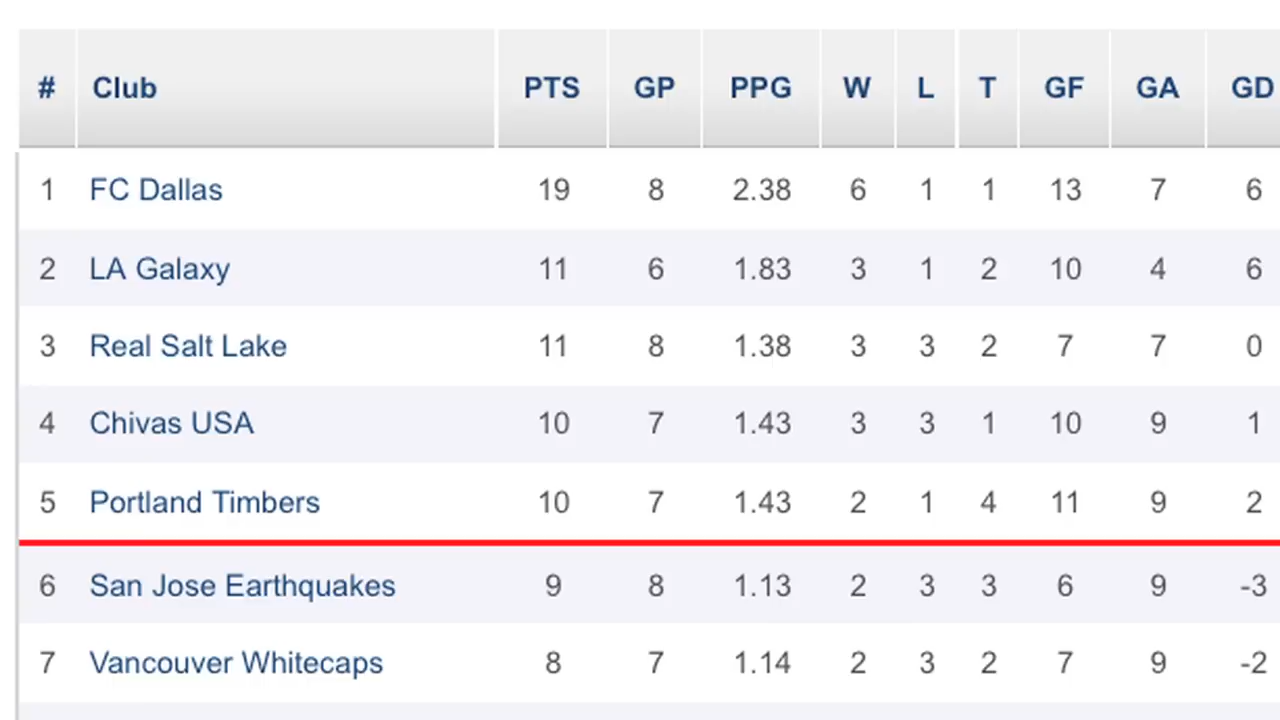 # Club PTS GP PPG W L T GF GA GD
1 FC Dallas 19 8 2.38 6 1 1 13 7 6
2 LA Galaxy 11 6 1.83 3 1 2 10 4 6
3 Real Salt Lake 11 8 1.38 3 3 2 7 7 0
4 Chivas USA 10 7 1.43 3 3 1 10 9 1
5 Portland Timbers 10 7 1.43 2 1 4 11 9 2
6 San Jose Earthquakes 9 8 1.13 2 3 3 6 9 -3
7 Vancouver Whitecaps 8 7 1.14 2 3 2 7 9 -2